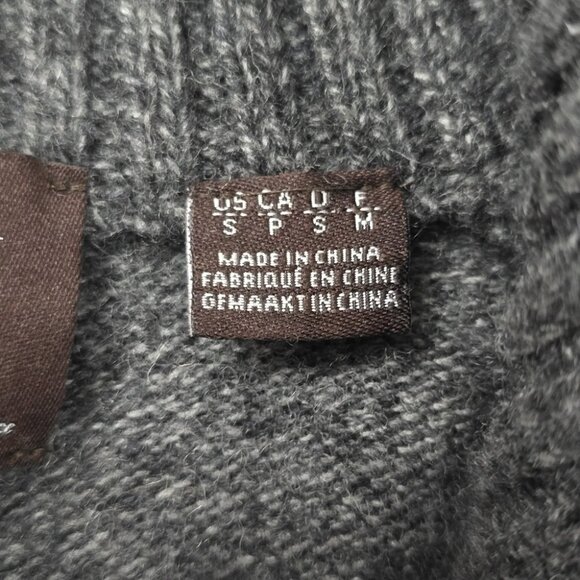 US CA D F
S P S M
MADE IN CHINA
FABRIQUÉ EN CHINE
GEMAAKT IN CHINA